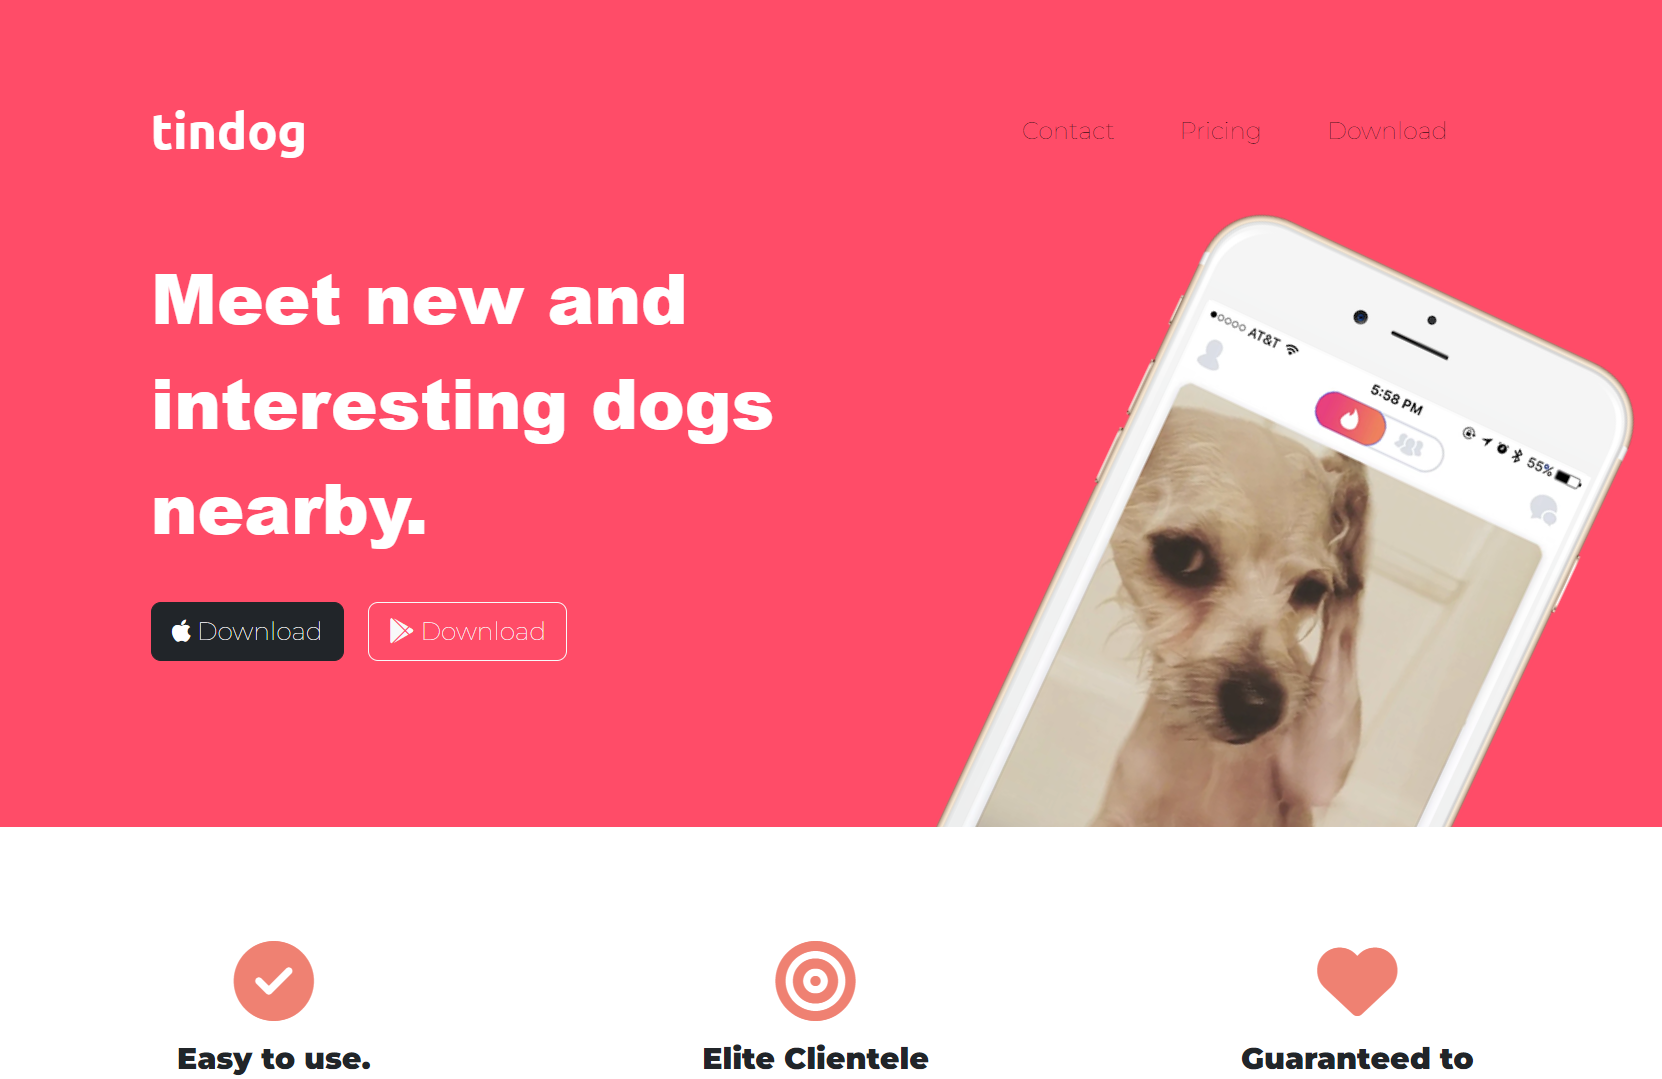 tindog
Contact Pricing Download
Meet new and
interesting dogs
nearby.
Download Download
AT&T
5:58 PM
55%
Easy to use.
Elite Clientele
Guaranteed to